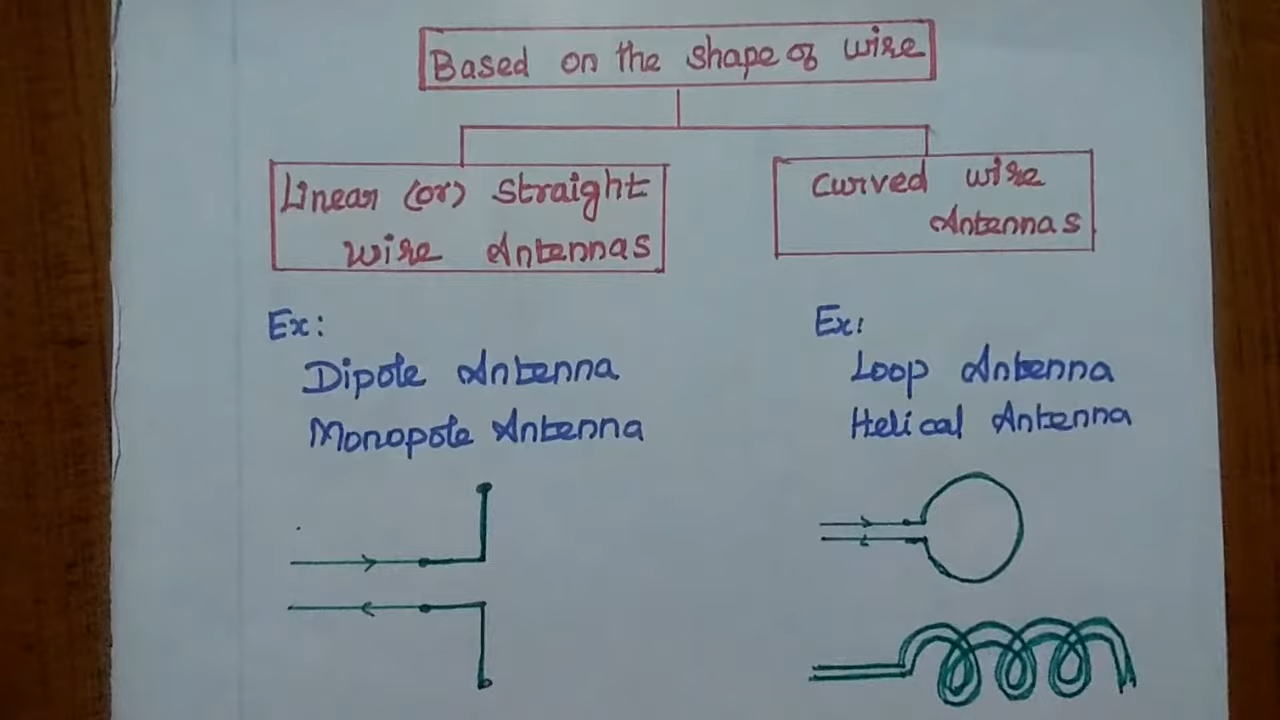 Based on the shape of wire
Linear (or) straight
wire Antennas
Curved wire
Antennas
Ex:
Dipole Antenna
Monopole Antenna
Ex:
Loop Antenna
Helical Antenna